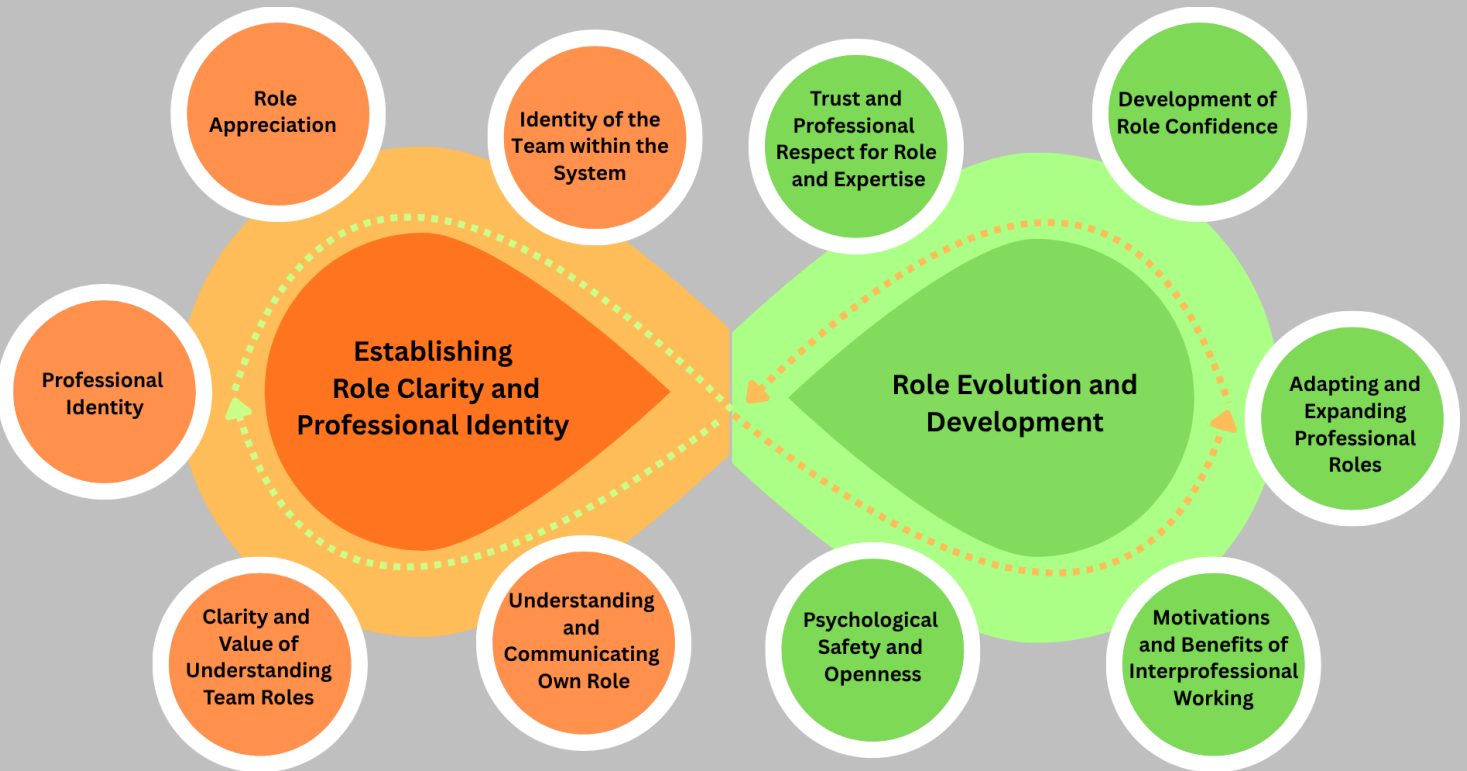 Role
Appreciation
Identity of the
Team within the
System
Trust and
Professional
Respect for Role
and Expertise
Development of
Role Confidence
Professional
Identity
Establishing
Role Clarity and
Professional Identity
Role Evolution and
Development
Adapting and
Expanding
Professional
Roles
Clarity and
Value of
Understanding
Team Roles
Understanding
and
Communicating
Own Role
Psychological
Safety and
Openness
Motivations
and Benefits of
Interprofessional
Working